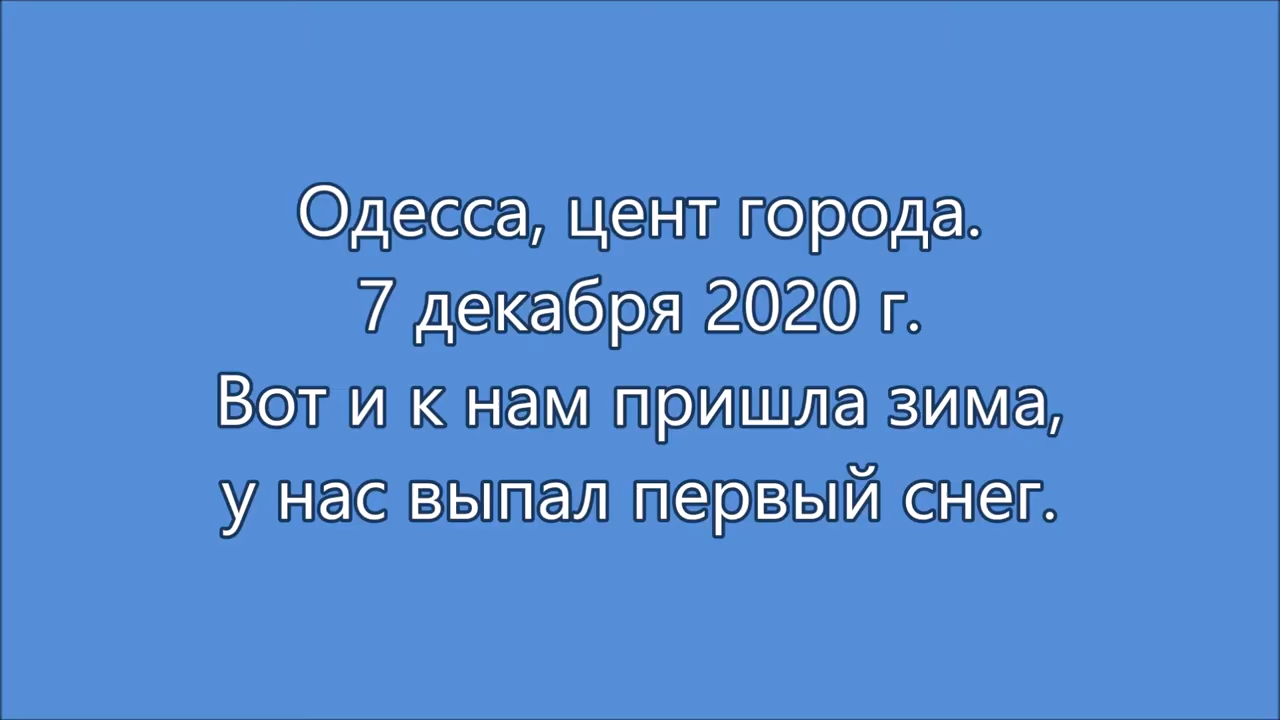 Одесса, цент города.
7 декабря 2020 г.
Вот и к нам пришла зима,
у нас выпал первый снег.